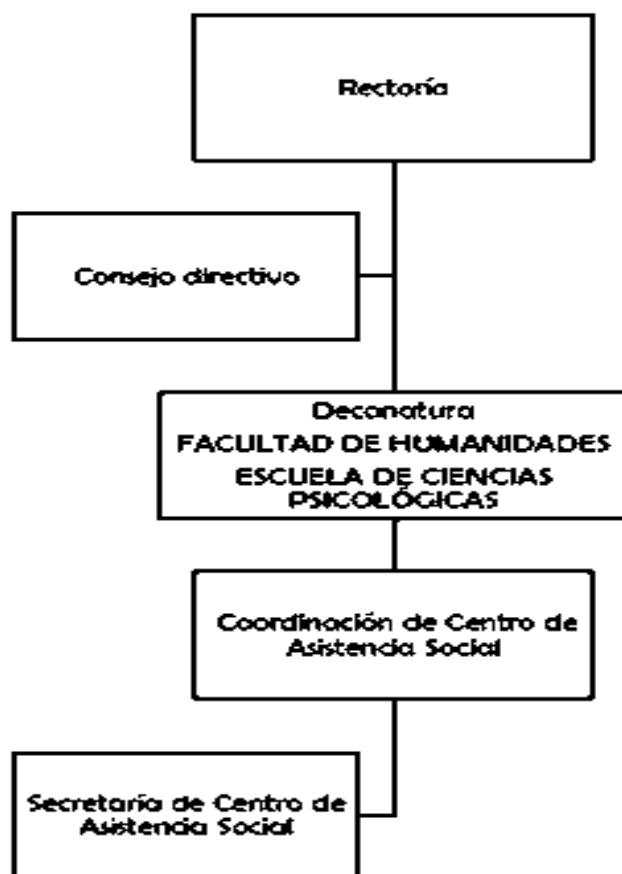 Rectoría
Consejo directivo
Decanatura
FACULTAD DE HUMANIDADES
ESCUELA DE CIENCIAS
PSICOLÓGICAS
Coordinación de Centro de
Asistencia Social
Secretaría de Centro de
Asistencia Social